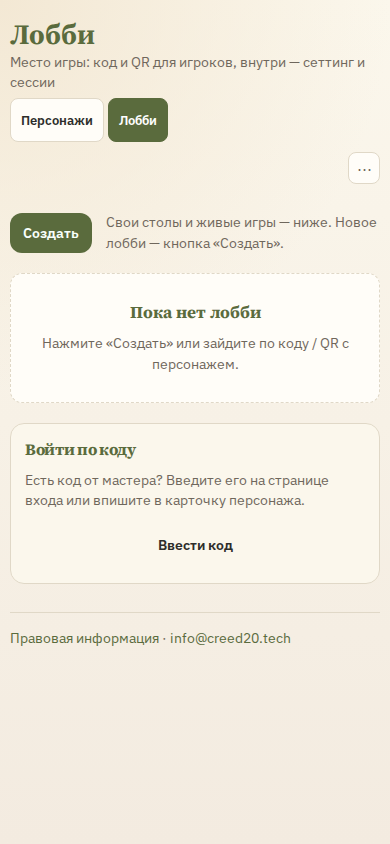 Лобби
Место игры: код и QR для игроков, внутри — сеттинг и
сессии
Персонажи
Лобби
…
Создать
Свои столы и живые игры — ниже. Новое
лобби — кнопка «Создать».
Пока нет лобби
Нажмите «Создать» или зайдите по коду / QR с
персонажем.
Войти по коду
Есть код от мастера? Введите его на странице
входа или впишите в карточку персонажа.
Ввести код
Правовая информация · info@creed20.tech